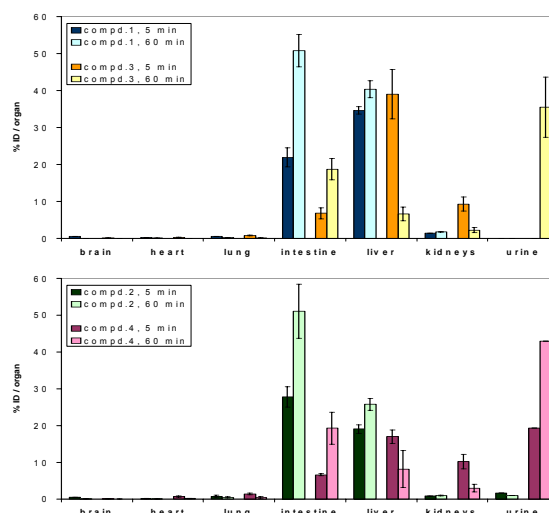 60
50
40
30
20
10
0
% ID / organ
compd.1, 5 min
compd.1, 60 min
compd.3, 5 min
compd.3, 60 min
brain heart lung intestine liver kidneys urine
60
50
40
30
20
10
0
% ID / organ
compd.2, 5 min
compd.2, 60 min
compd.4, 5 min
compd.4, 60 min
brain heart lung intestine liver kidneys urine